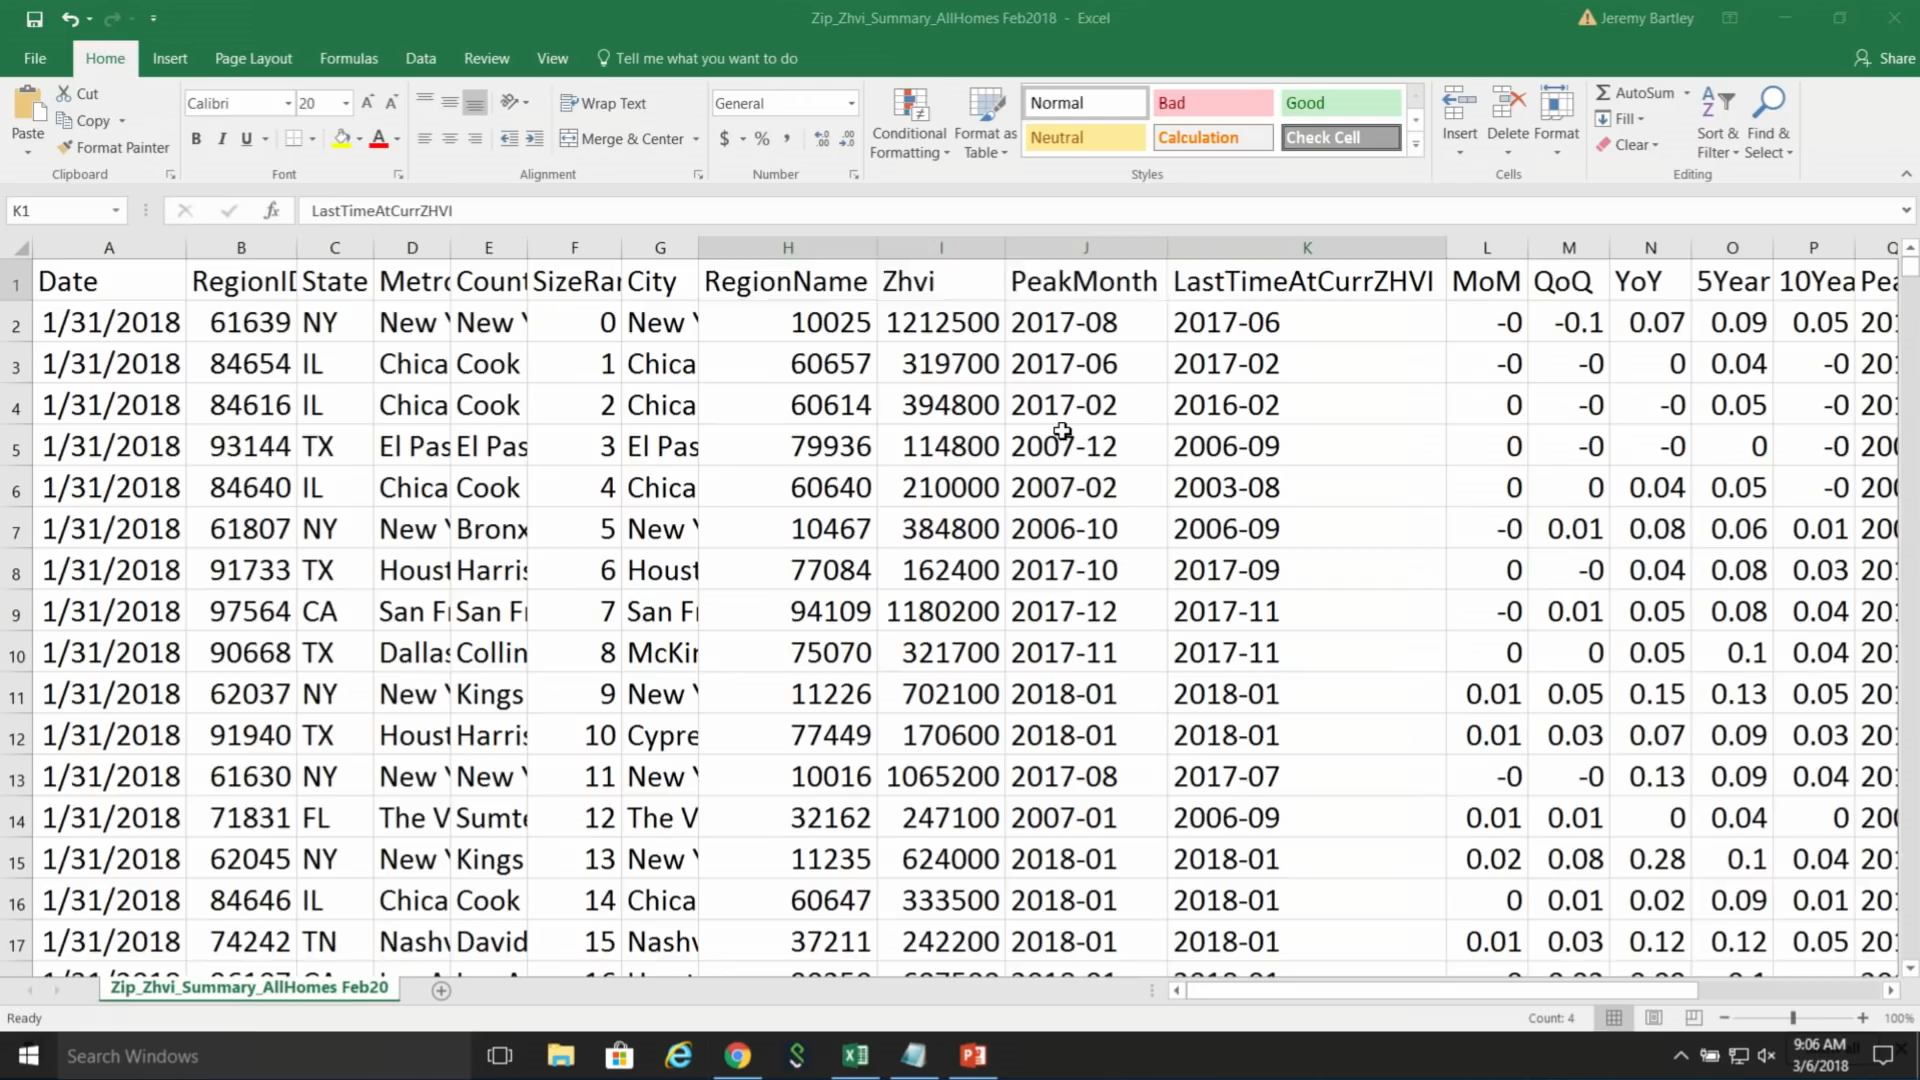 Zip_Zhvi_Summary_AllHomes Feb2018 - Excel
Jeremy Bartley
File Home Insert Page Layout Formulas Data Review View Tell me what you want to do Share
Cut
Copy
Format Painter
Paste
Clipboard
Calibri 20
B I U
Font
Wrap Text
Merge & Center
Alignment
General
$ % ,
Number
Conditional Formatting
Format as Table
Normal Bad Good
Neutral Calculation Check Cell
Styles
Insert Delete Format
Cells
AutoSum
Fill
Clear
Sort & Filter
Find & Select
Editing
K1 fx LastTimeAtCurrZHVI
A B C D E F G H I J K L M N O P Q
1 Date RegionID State Metro Count SizeRar City RegionName Zhvi PeakMonth LastTimeAtCurrZHVI MoM QoQ YoY 5Year 10Yea Pea
2 1/31/2018 61639 NY New Y New Y 0 New Y 10025 1212500 2017-08 2017-06 -0 -0.1 0.07 0.09 0.05 201
3 1/31/2018 84654 IL Chica Cook 1 Chica 60657 319700 2017-06 2017-02 -0 -0 0 0.04 -0 201
4 1/31/2018 84616 IL Chica Cook 2 Chica 60614 394800 2017-02 2016-02 0 -0 -0 0.05 -0 201
5 1/31/2018 93144 TX El Pas El Pas 3 El Pas 79936 114800 2007-12 2006-09 0 -0 -0 0 -0 200
6 1/31/2018 84640 IL Chica Cook 4 Chica 60640 210000 2007-02 2003-08 0 0 0.04 0.05 -0 200
7 1/31/2018 61807 NY New Y Bronx 5 New Y 10467 384800 2006-10 2006-09 -0 0.01 0.08 0.06 0.01 200
8 1/31/2018 91733 TX Houst Harris 6 Houst 77084 162400 2017-10 2017-09 0 -0 0.04 0.08 0.03 201
9 1/31/2018 97564 CA San Fr San Fr 7 San Fr 94109 1180200 2017-12 2017-11 -0 0.01 0.05 0.08 0.04 201
10 1/31/2018 90668 TX Dallas Collin 8 McKir 75070 321700 2017-11 2017-11 0 0 0.05 0.1 0.04 201
11 1/31/2018 62037 NY New Y Kings 9 New Y 11226 702100 2018-01 2018-01 0.01 0.05 0.15 0.13 0.05 201
12 1/31/2018 91940 TX Houst Harris 10 Cypre 77449 170600 2018-01 2018-01 0.01 0.03 0.07 0.09 0.03 201
13 1/31/2018 61630 NY New Y New Y 11 New Y 10016 1065200 2017-08 2017-07 -0 -0 0.13 0.09 0.04 201
14 1/31/2018 71831 FL The V Sumte 12 The V 32162 247100 2007-01 2006-09 0.01 0.01 0 0.04 0 200
15 1/31/2018 62045 NY New Y Kings 13 New Y 11235 624000 2018-01 2018-01 0.02 0.08 0.28 0.1 0.04 201
16 1/31/2018 84646 IL Chica Cook 14 Chica 60647 333500 2018-01 2018-01 0 0.01 0.02 0.09 0.01 201
17 1/31/2018 74242 TN Nashv David 15 Nashv 37211 242200 2018-01 2018-01 0.01 0.03 0.12 0.12 0.05 201
Zip_Zhvi_Summary_AllHomes Feb20
Ready Count: 4 100%
Search Windows
9:06 AM
3/6/2018